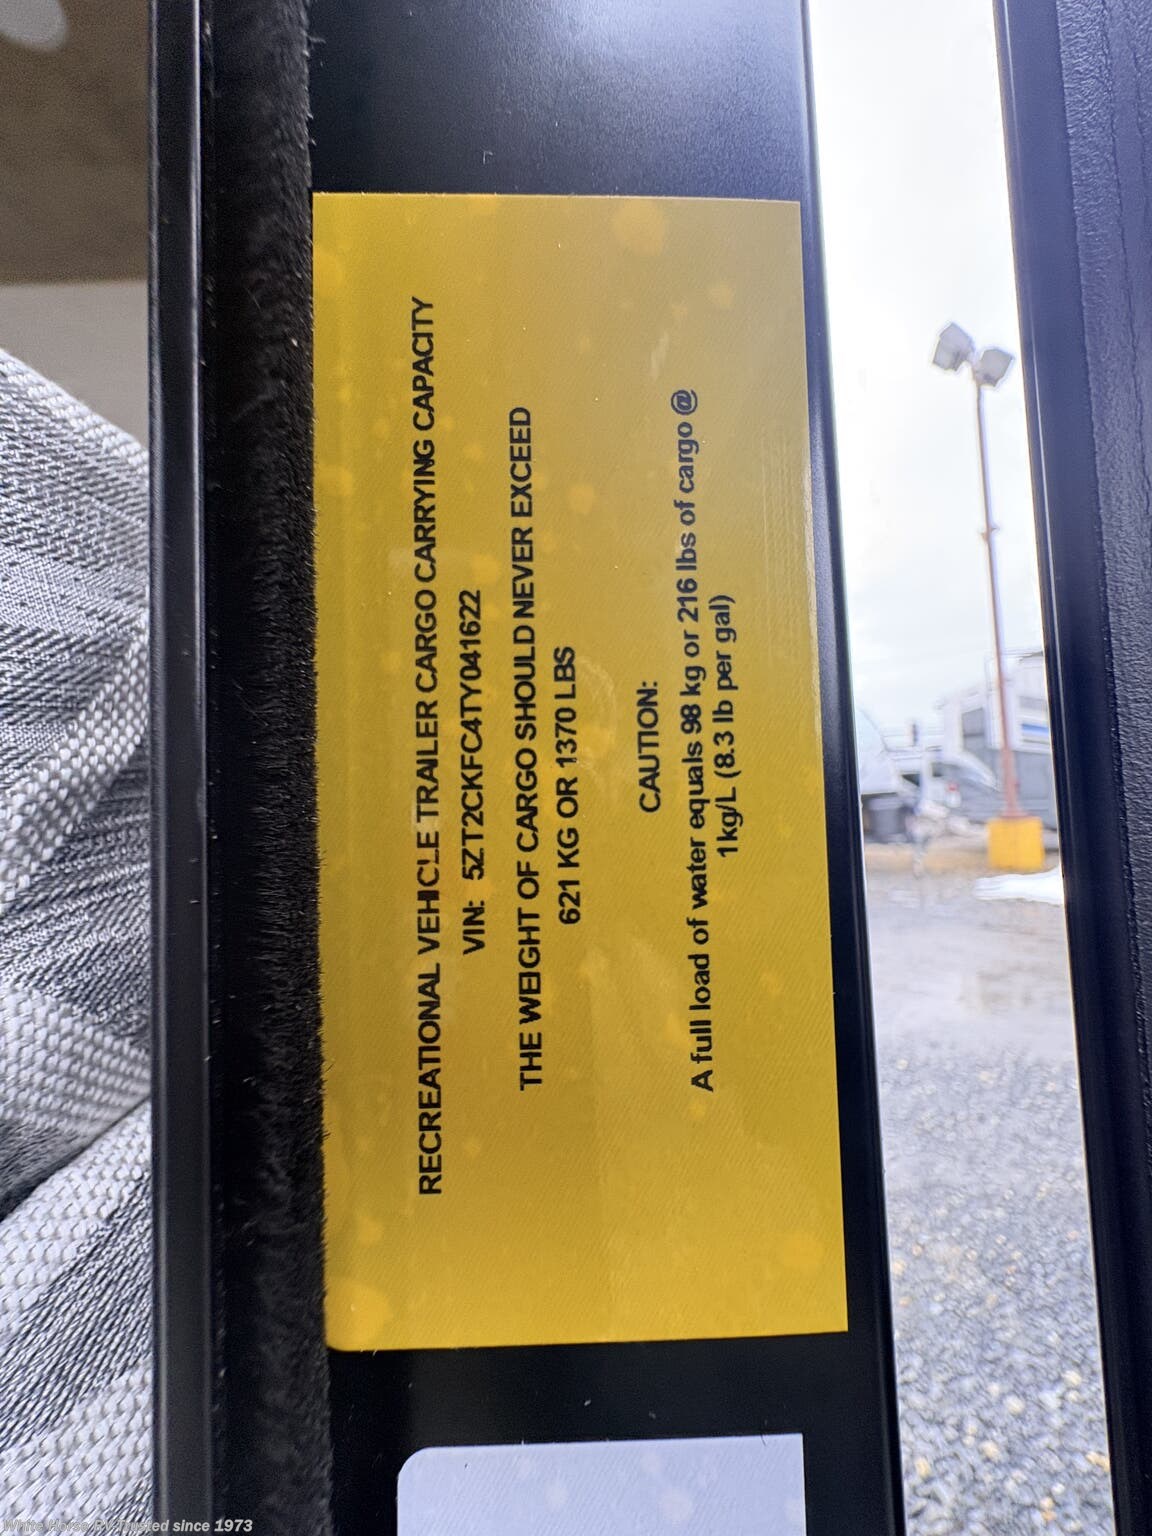 RECREATIONAL VEHICLE TRAILER CARGO CARRYING CAPACITY
VIN: 5ZT2CKFC4TY041622
THE WEIGHT OF CARGO SHOULD NEVER EXCEED
621 KG OR 1370 LBS
CAUTION:
A full load of water equals 98 kg or 216 lbs of cargo @
1kg/L (8.3 lb per gal)
White Horse RV Trusted since 1973